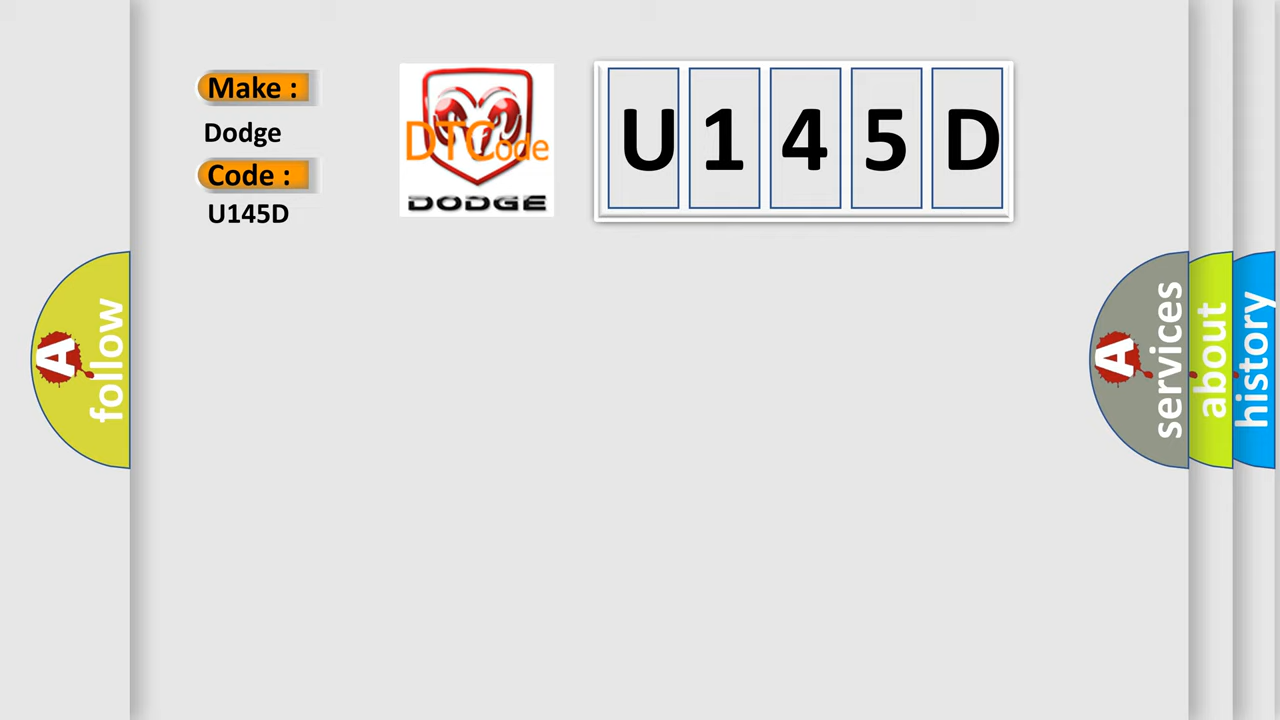 Make :
Dodge
Code :
U145D
DTCode
DODGE
U 1 4 5 D
A follow
A services
about
history